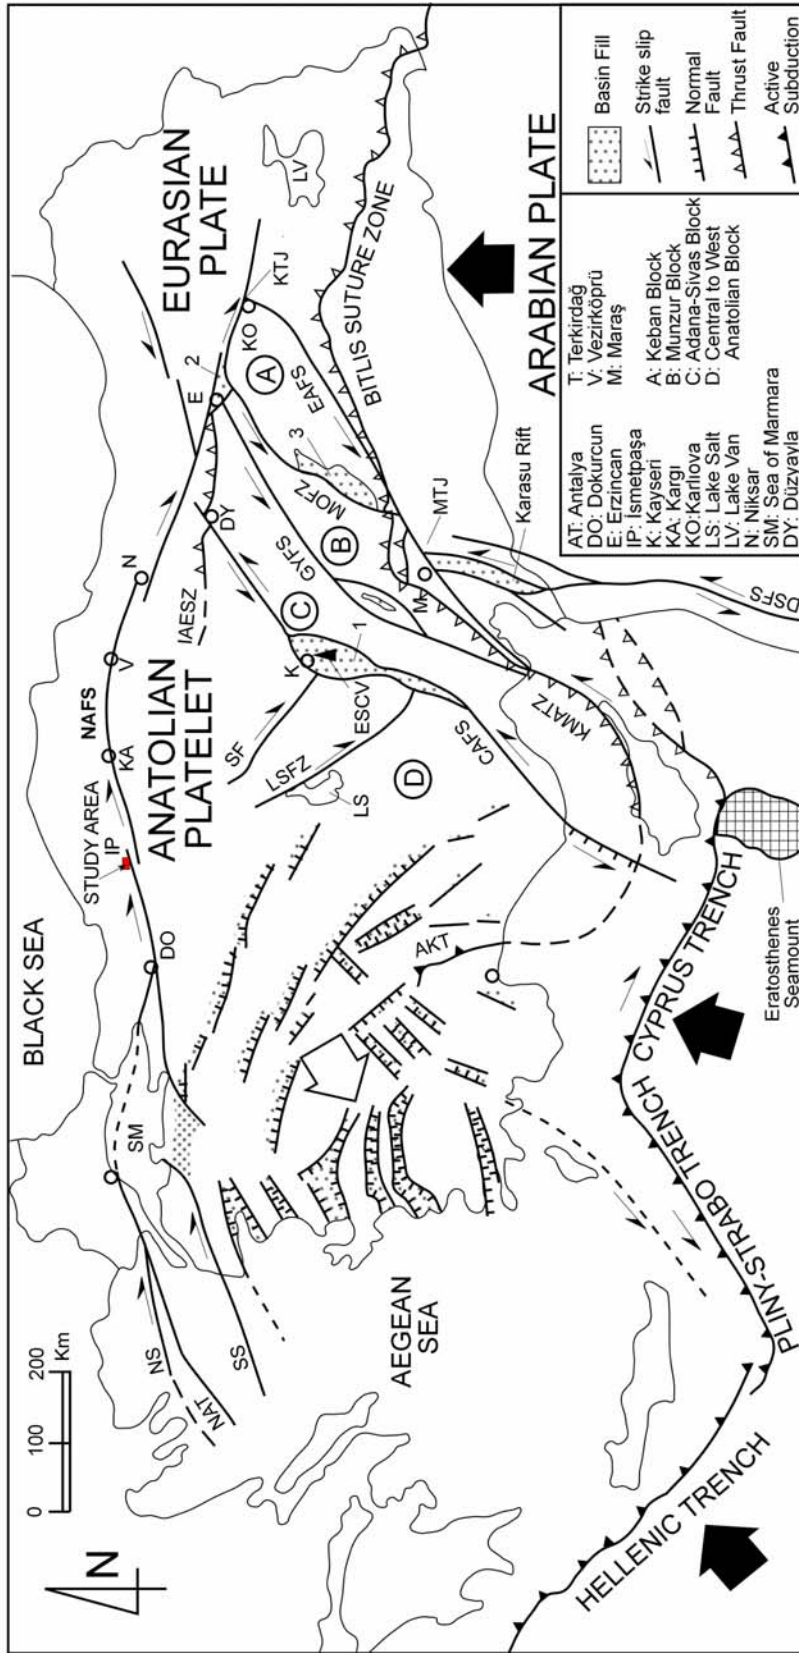 BLACK SEA
STUDY AREA
IP
NAFS
KA
V
N
DO
SM
NS
NAT
SS
0 100 200
Km
N
ANATOLIAN
PLATELET
EURASIAN
PLATE
IAESZ
DY
E
2
KO
KTJ
LV
A
EAFS
3
MOFZ
GYFS
B
C
K
1
ESCV
SF
LSFZ
LS
D
CAFS
AKT
BITLIS SUTURE ZONE
MTJ
M
Karasu Rift
DSFS
KMATZ
ARABIAN PLATE
AEGEAN
SEA
HELLENIC TRENCH
PLINY-STRABO TRENCH
CYPRUS TRENCH
Eratosthenes
Seamount
AT: Antalya
DO: Dokurcun
E: Erzincan
IP: İsmetpaşa
K: Kayseri
KA: Kargı
KO:Karlıova
LS: Lake Salt
LV: Lake Van
N: Niksar
SM: Sea of Marmara
DY: Düzyayla
T: Terkirdağ
V: Vezirköprü
M: Maraş
A: Keban Block
B: Munzur Block
C: Adana-Sivas Block
D: Central to West
Anatolian Block
Basin Fill
Strike slip
fault
Normal
Fault
Thrust Fault
Active
Subduction